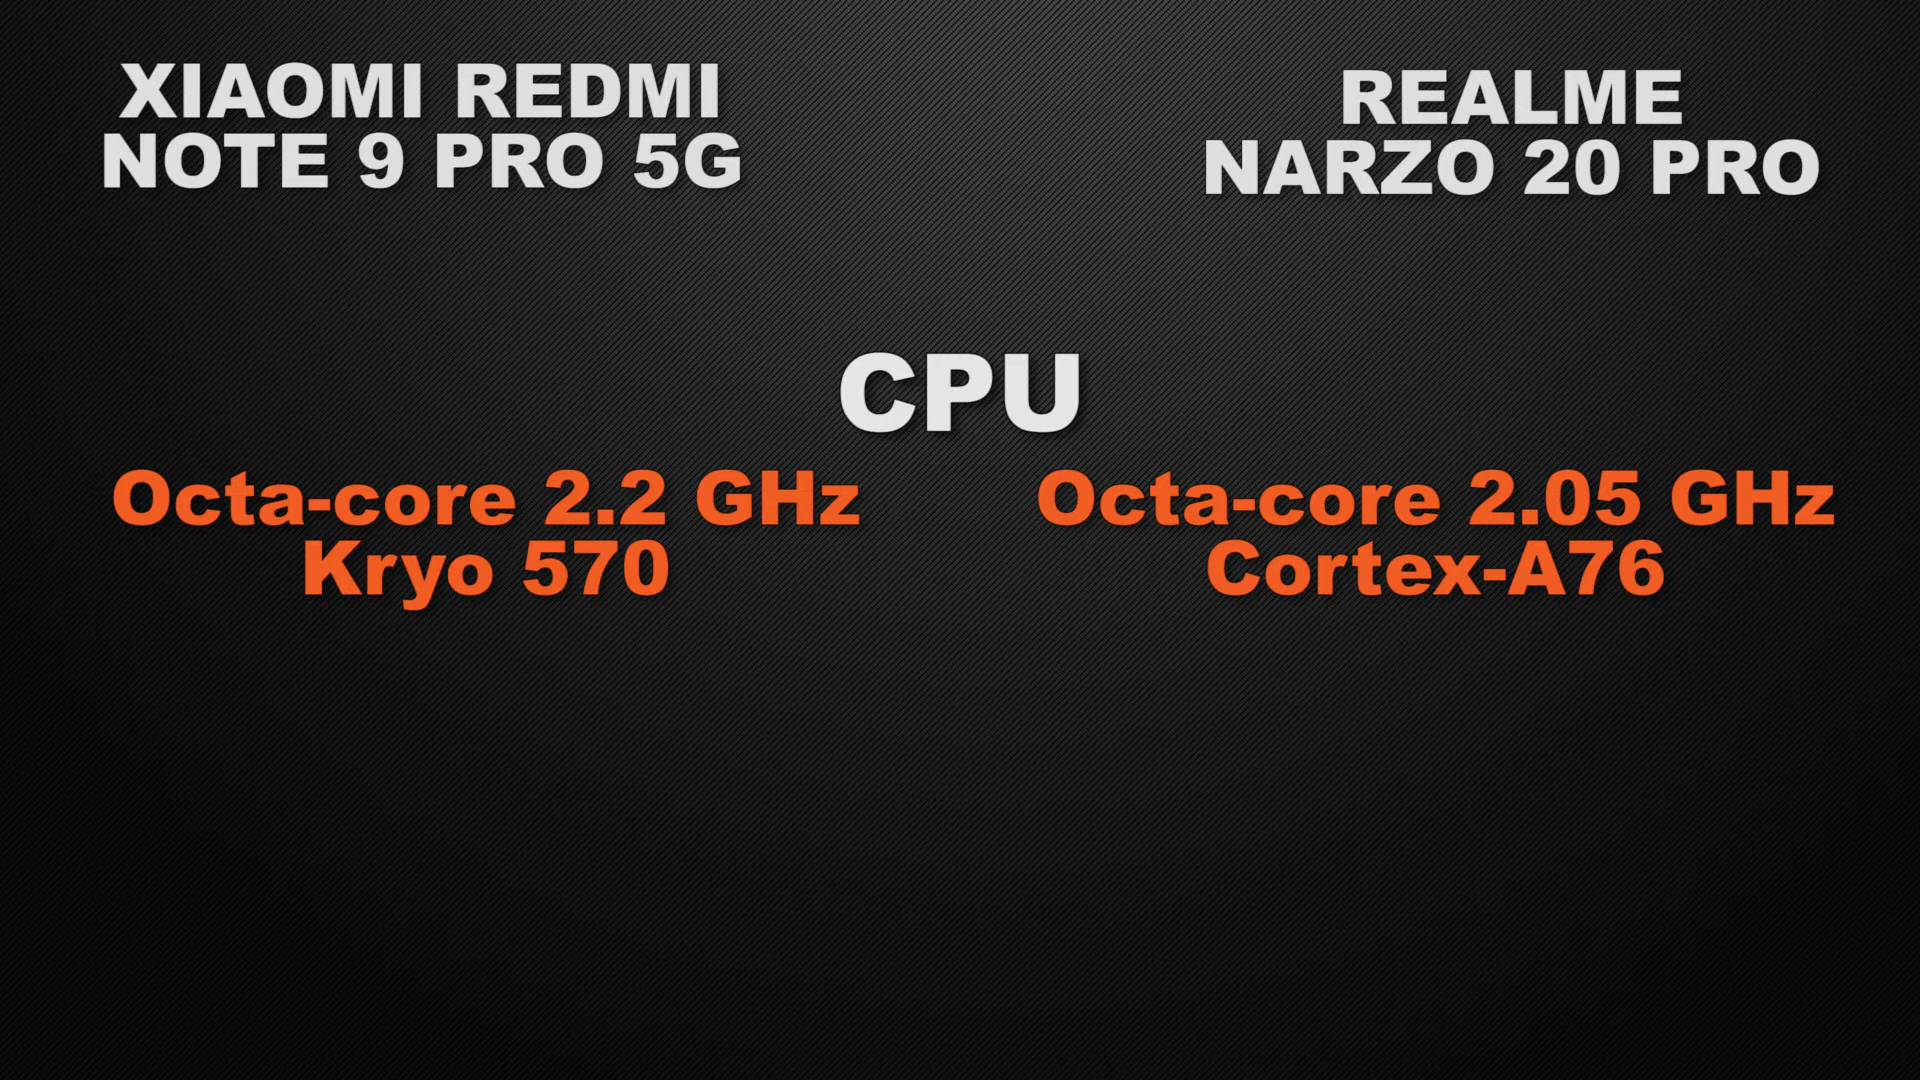 XIAOMI REDMI
NOTE 9 PRO 5G
REALME
NARZO 20 PRO
CPU
Octa-core 2.2 GHz
Kryo 570
Octa-core 2.05 GHz
Cortex-A76